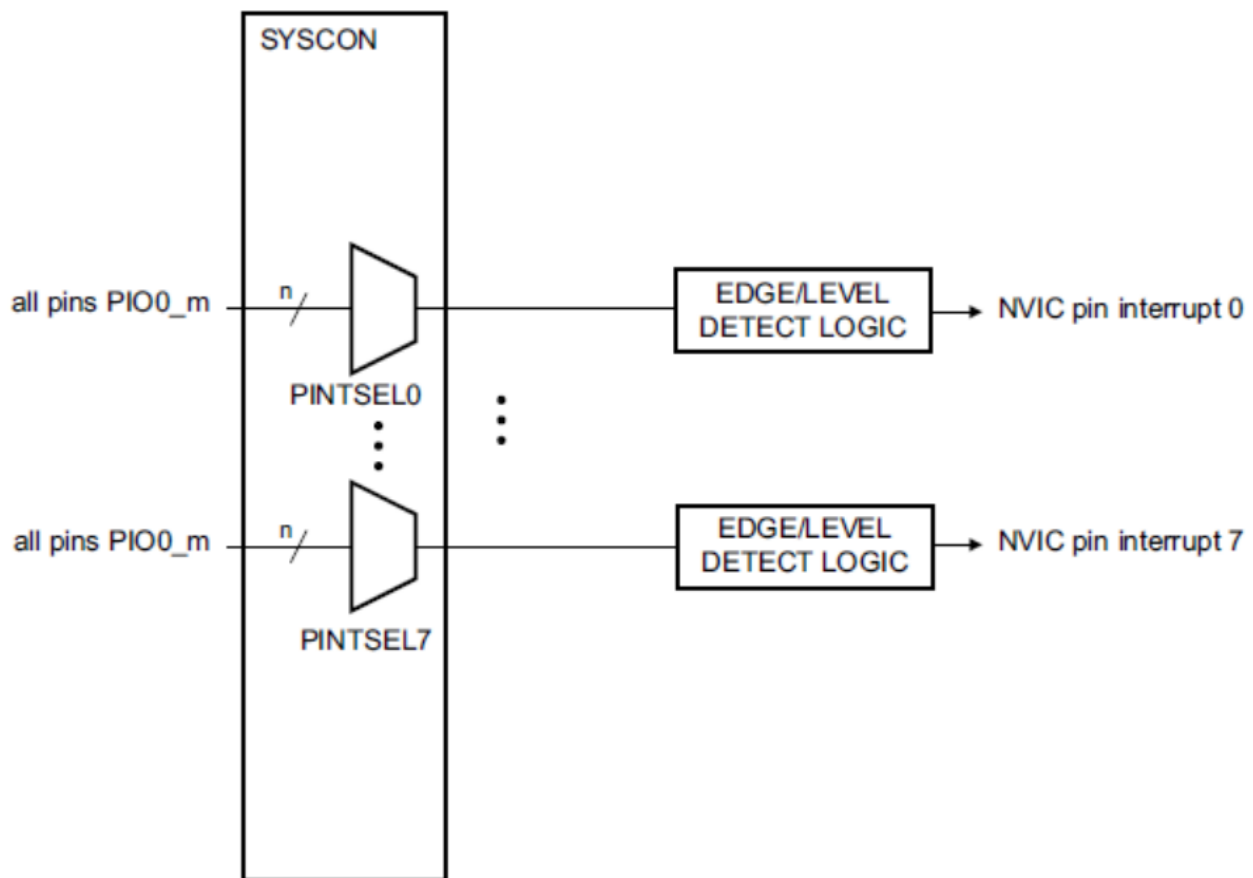 SYSCON
all pins PIO0_m
n
EDGE/LEVEL
DETECT LOGIC
NVIC pin interrupt 0
PINTSEL0
all pins PIO0_m
n
EDGE/LEVEL
DETECT LOGIC
NVIC pin interrupt 7
PINTSEL7